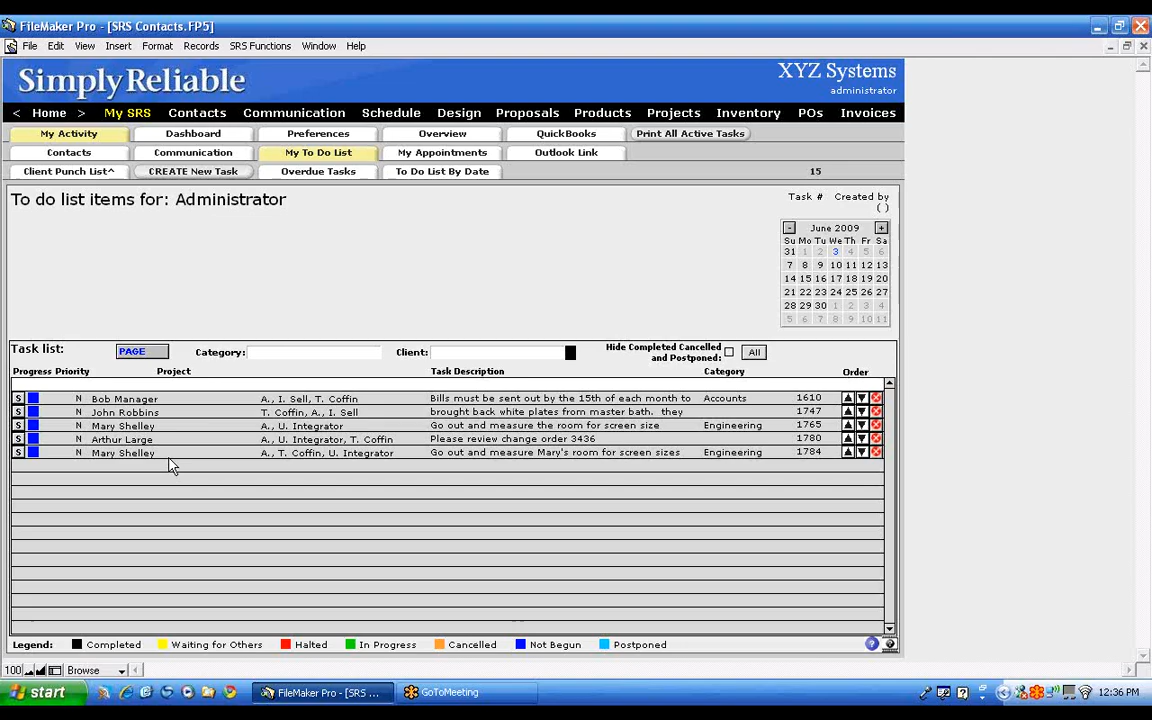 FileMaker Pro - [SRS Contacts.FP5]
File Edit View Insert Format Records SRS Functions Window Help
SimplyReliable
XYZ Systems
administrator
< Home > My SRS Contacts Communication Schedule Design Proposals Products Projects Inventory POs Invoices
My Activity Dashboard Preferences Overview QuickBooks Print All Active Tasks
Contacts Communication My To Do List My Appointments Outlook Link
Client Punch List^ CREATE New Task Overdue Tasks To Do List By Date 15
To do list items for: Administrator
Task # Created by
( )
- June 2009 +
Su Mo Tu We Th Fr Sa
31 1 2 3 4 5 6
7 8 9 10 11 12 13
14 15 16 17 18 19 20
21 22 23 24 25 26 27
28 29 30 1 2 3 4
5 6 7 8 9 10 11
Task list: PAGE Category: Client: Hide Completed Cancelled and Postponed: All
Progress Priority Project Task Description Category Order
S N Bob Manager A., I. Sell, T. Coffin Bills must be sent out by the 15th of each month to Accounts 1610
S N John Robbins T. Coffin, A., I. Sell brought back white plates from master bath. they 1747
S N Mary Shelley A., U. Integrator Go out and measure the room for screen size Engineering 1765
S N Arthur Large A., U. Integrator, T. Coffin Please review change order 3436 1780
S N Mary Shelley A., T. Coffin, U. Integrator Go out and measure Mary's room for screen sizes Engineering 1784
Legend: Completed Waiting for Others Halted In Progress Cancelled Not Begun Postponed ? ?
100 Browse
start FileMaker Pro - [SRS ... GoToMeeting 12:36 PM